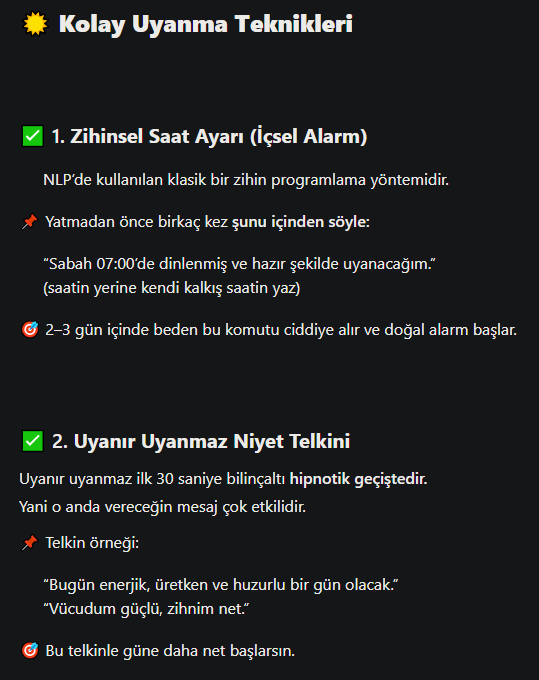 Kolay Uyanma Teknikleri
1. Zihinsel Saat Ayarı (İçsel Alarm)
NLP’de kullanılan klasik bir zihin programlama yöntemidir.
Yatmadan önce birkaç kez şunu içinden söyle:
“Sabah 07:00’de dinlenmiş ve hazır şekilde uyanacağım.”
(saatin yerine kendi kalkış saatin yaz)
2–3 gün içinde beden bu komutu ciddiye alır ve doğal alarm başlar.
2. Uyanır Uyanmaz Niyet Telkini
Uyanır uyanmaz ilk 30 saniye bilinçaltı hipnotik geçiştedir.
Yani o anda vereceğin mesaj çok etkilidir.
Telkin örneği:
“Bugün enerjik, üretken ve huzurlu bir gün olacak.”
“Vücudum güçlü, zihnim net.”
Bu telkinle güne daha net başlarsın.